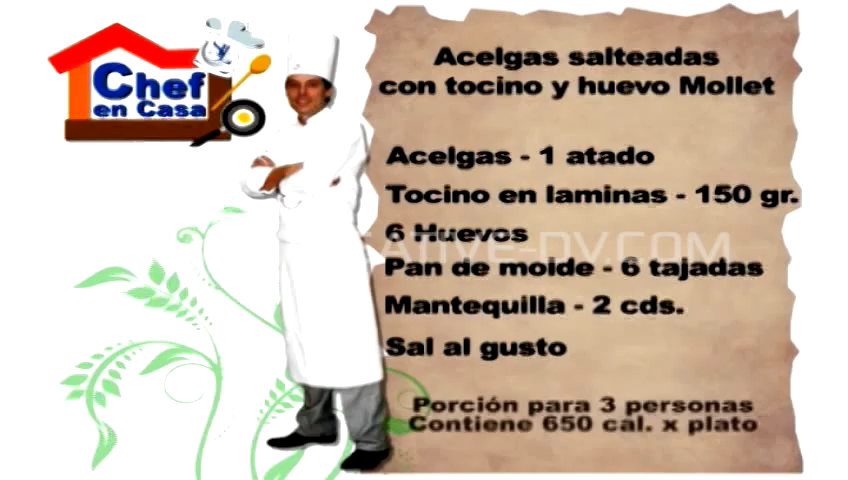 Chef
en Casa
Acelgas salteadas
con tocino y huevo Mollet
Acelgas - 1 atado
Tocino en laminas - 150 gr.
6 Huevos
Pan de molde - 6 tajadas
Mantequilla - 2 cds.
Sal al gusto
Porción para 3 personas
Contiene 650 cal. x plato